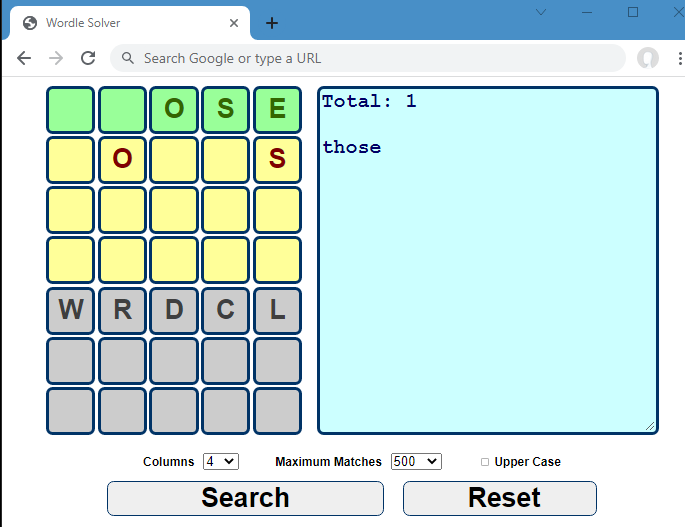 Wordle Solver
Search Google or type a URL
O S E
O S
W R D C L
Total: 1
those
Columns 4 Maximum Matches 500 Upper Case
Search Reset